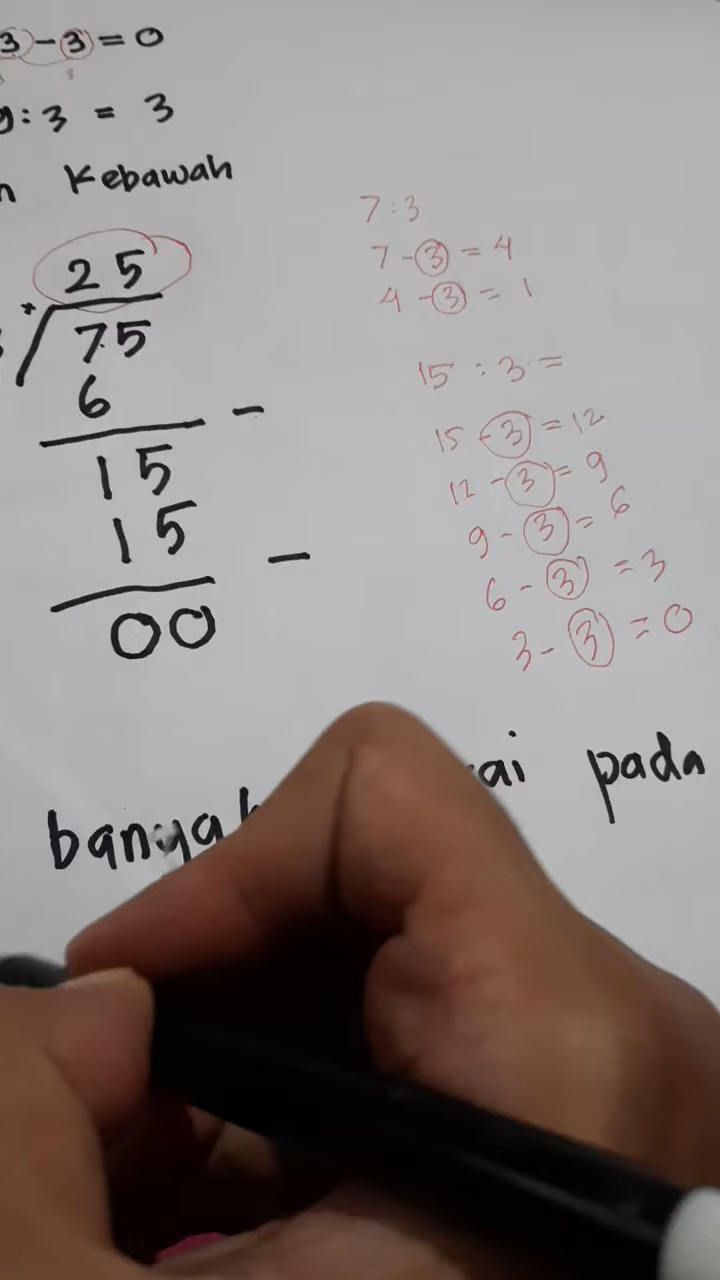 3 - 3 = 0
9 : 3 = 3
Kebawah
25
75
6 -
15
15 -
00
7 : 3
7 - 3 = 4
4 - 3 = 1
15 : 3 =
15 - 3 = 12
12 - 3 = 9
9 - 3 = 6
6 - 3 = 3
3 - 3 = 0
pada